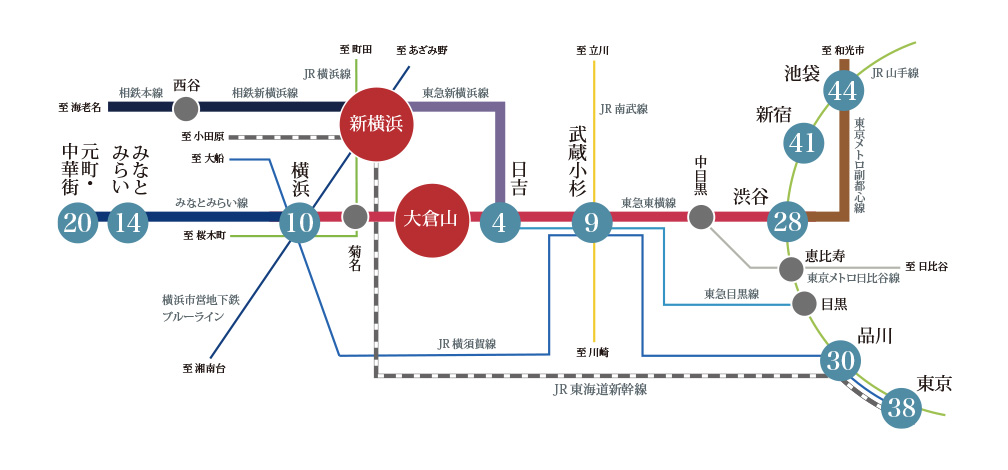 至 町田
至 あざみ野
至 立川
至 和光市
JR 横浜線
池袋
JR 山手線
44
西谷
相鉄本線
相鉄新横浜線
東急新横浜線
至 海老名
新横浜
JR 南武線
新宿
41
東京メトロ副都心線
至 小田原
至 大船
元町・
中華街
みなと
みらい
横浜
日吉
武蔵小杉
中目黒
渋谷
みなとみらい線
大倉山
東急東横線
20
14
10
4
9
28
至 桜木町
菊名
恵比寿
至 日比谷
東京メトロ日比谷線
横浜市営地下鉄
ブルーライン
東急目黒線
目黒
JR 横須賀線
至 川崎
品川
30
至 湘南台
JR 東海道新幹線
東京
38